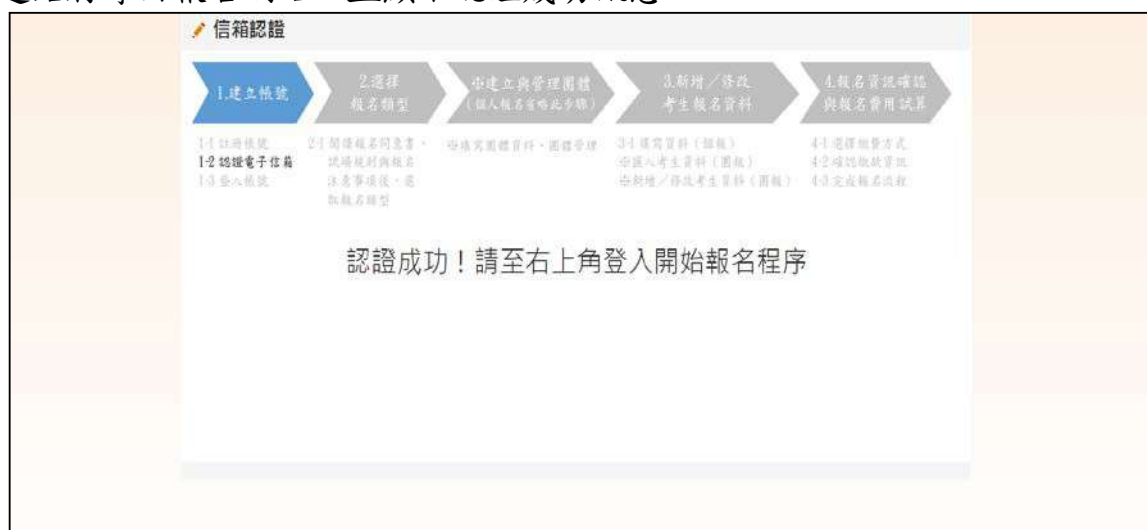 信箱認證
1.建立帳號
2.選擇
報名類型
※建立與管理團體
(個人報名省略此步驟)
3.新增/修改
考生報名資料
4.報名資訊確認
與報名費用試算
1-1 註冊帳號
1-2 認證電子信箱
1-3 登入帳號
2-1 閱讀報名同意書、
試場規則與報名
注意事項後,選
取報名類型
※填寫團體資料、團體管理
3-1 填寫資料(個報)
※匯入考生資料(團報)
※新增/修改考生資料(團報)
4-1 選擇繳費方式
4-2 確認繳款資訊
4-3 完成報名流程
認證成功!請至右上角登入開始報名程序